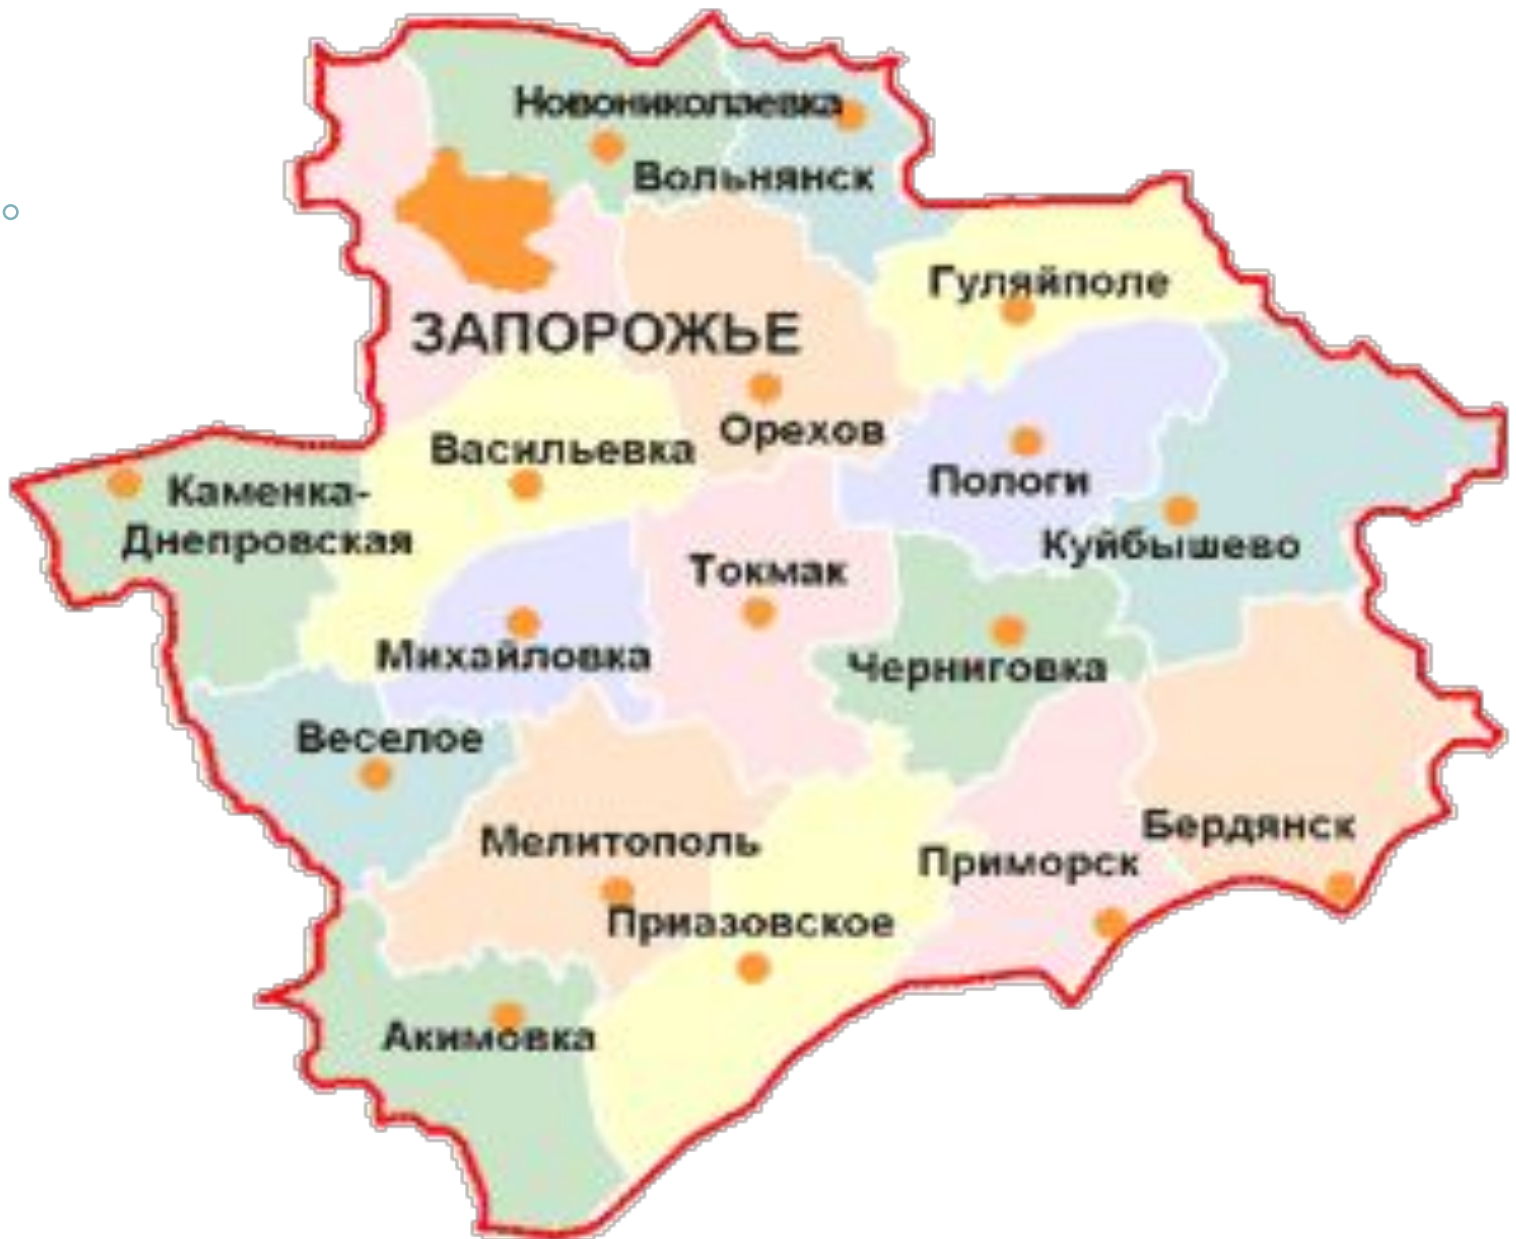 Новониколаевка
Вольнянск
Гуляйполе
ЗАПОРОЖЬЕ
Орехов
Васильевка
Пологи
Каменка-
Днепровская
Куйбышево
Токмак
Михайловка
Черниговка
Веселое
Бердянск
Мелитополь
Приморск
Приазовское
Акимовка